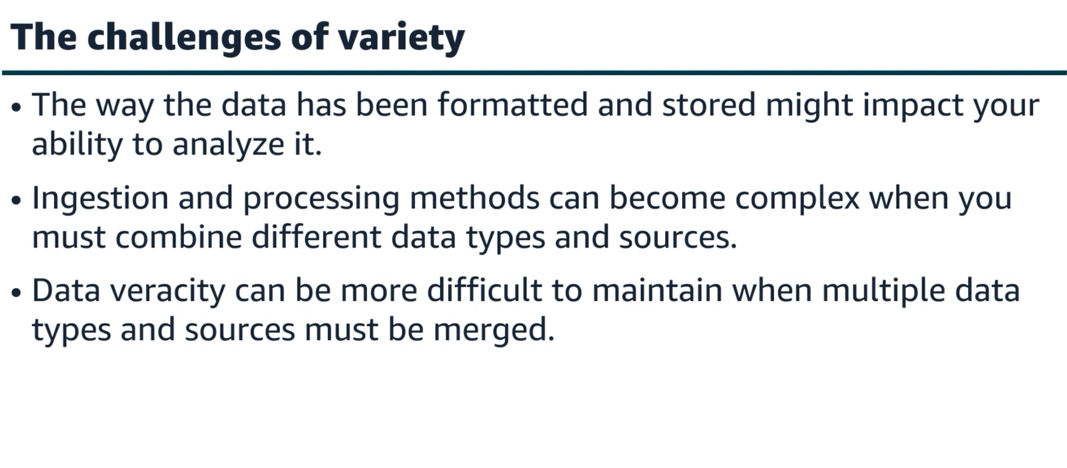 The challenges of variety
• The way the data has been formatted and stored might impact your
ability to analyze it.
• Ingestion and processing methods can become complex when you
must combine different data types and sources.
• Data veracity can be more difficult to maintain when multiple data
types and sources must be merged.